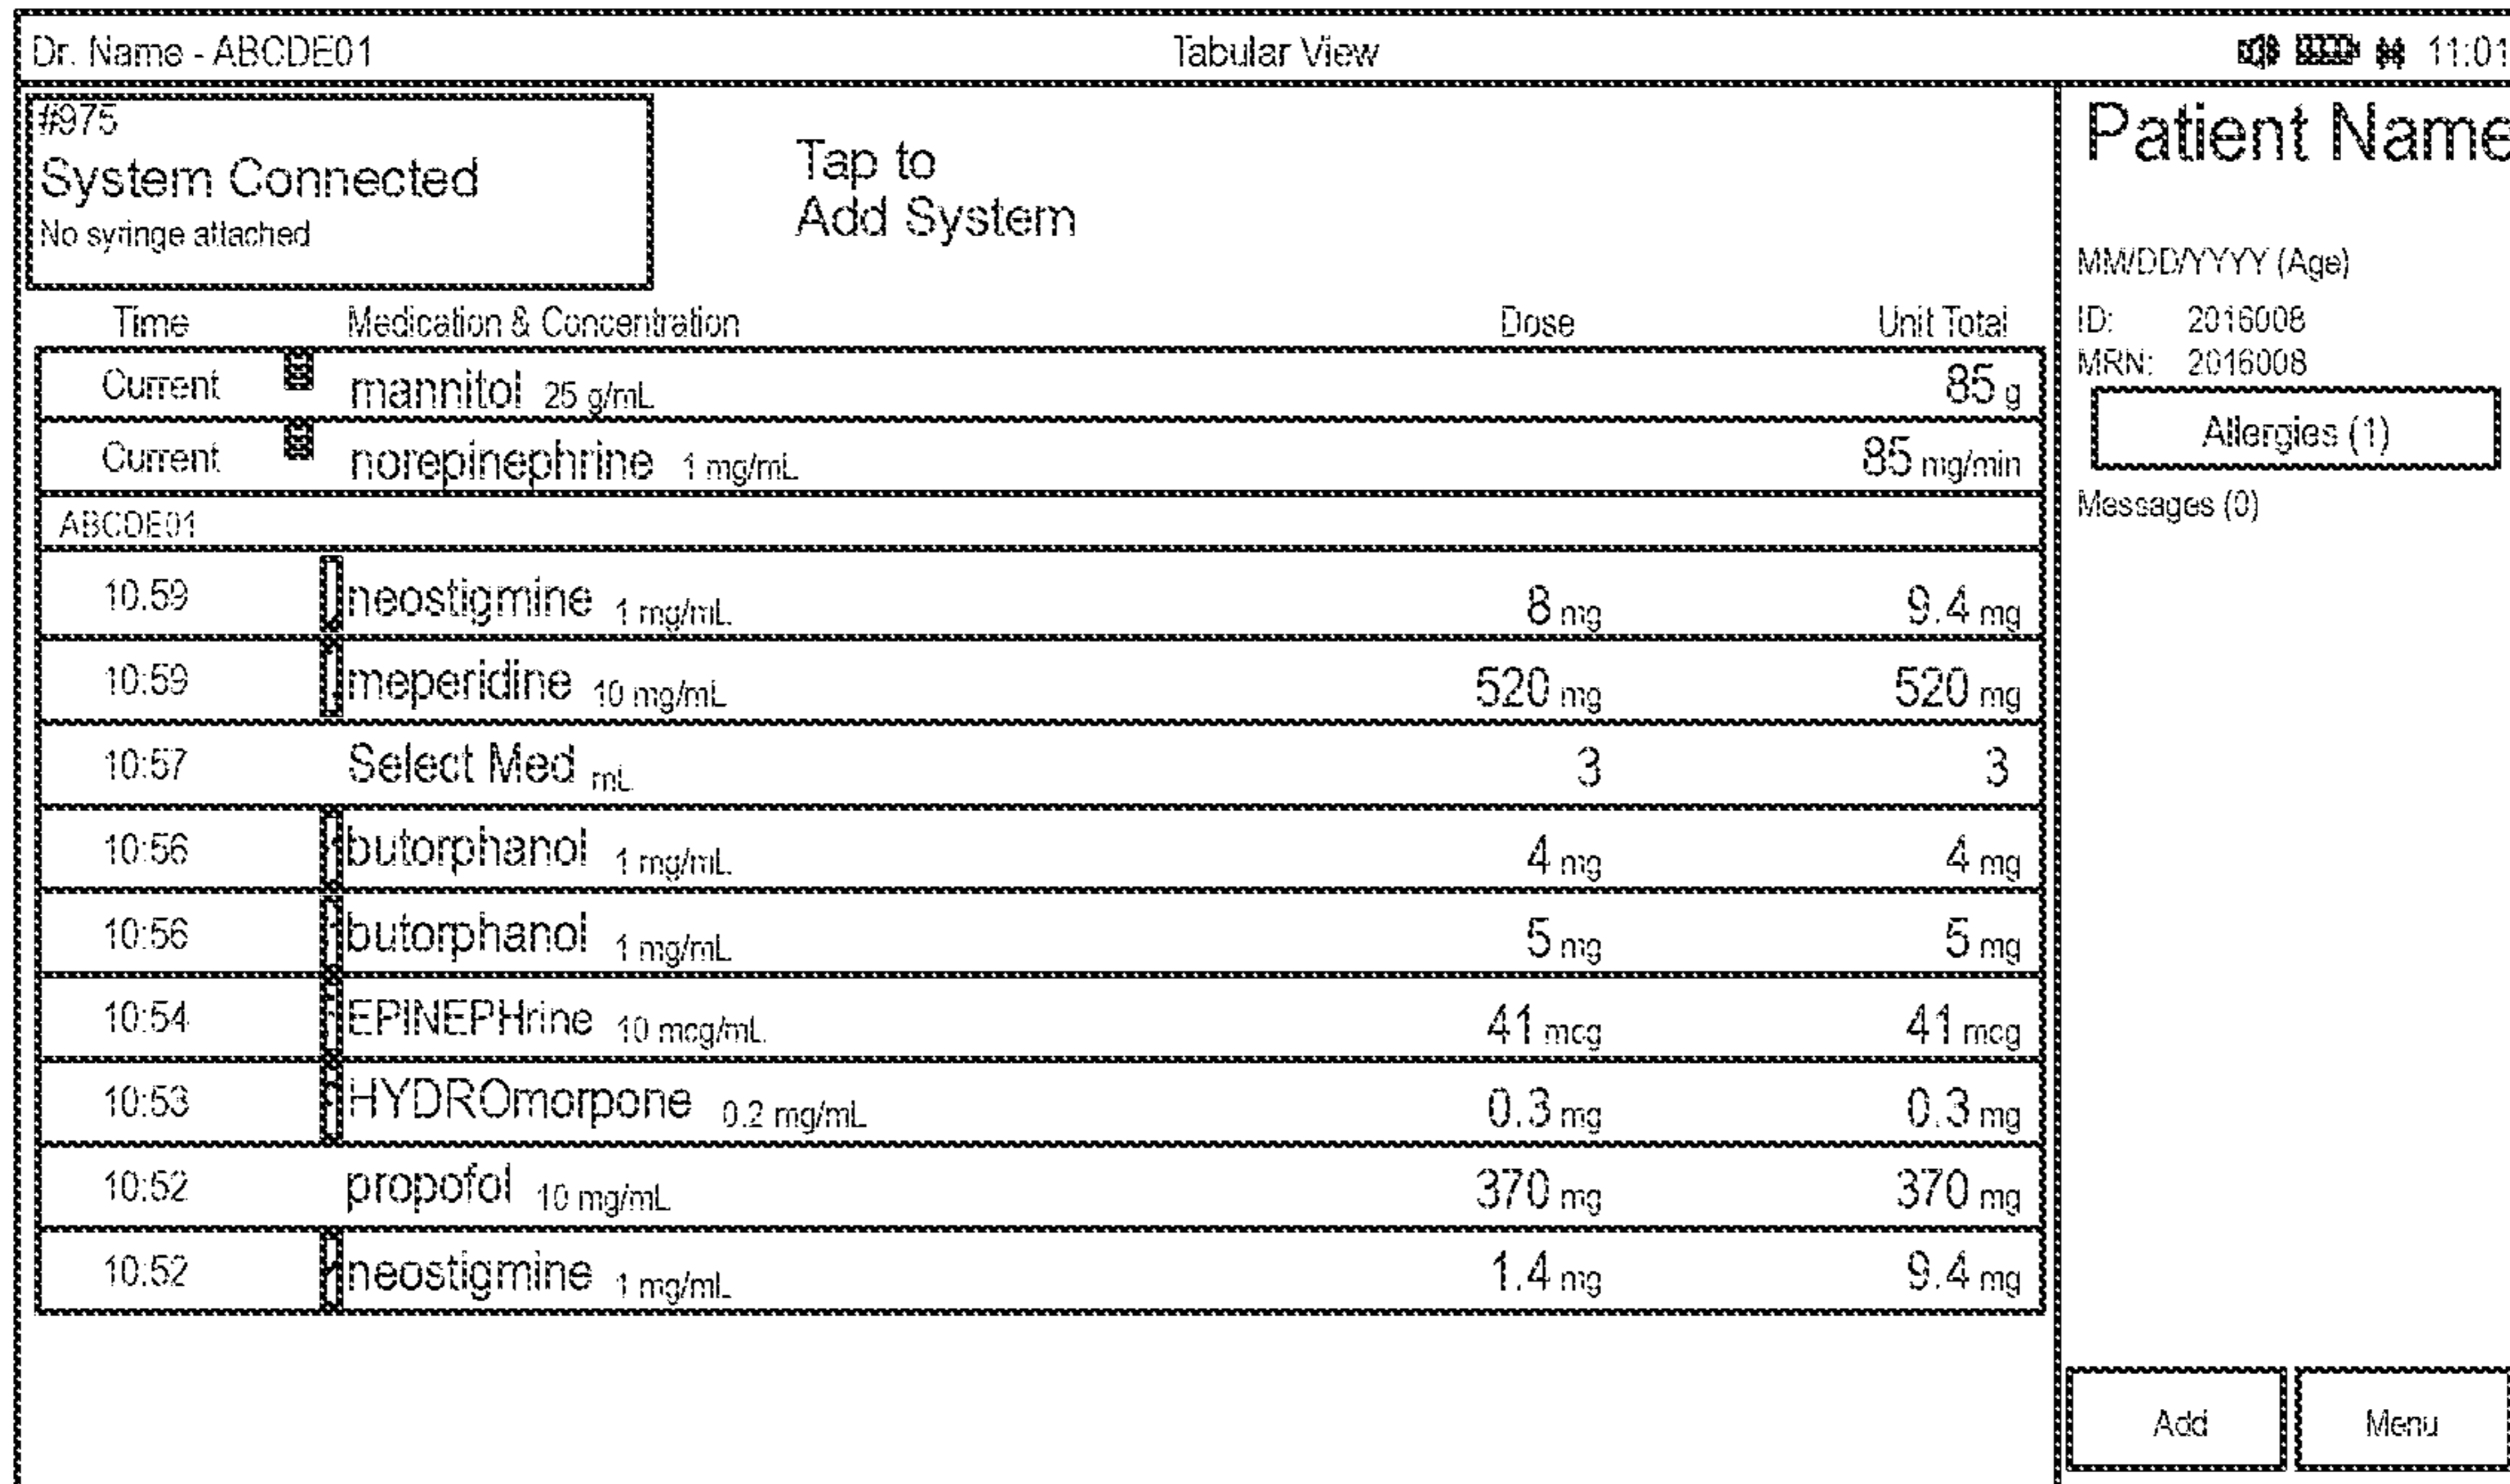 Dr. Name - ABCDE01 Tabular View 11:01
#975
System Connected
No syringe attached
Tap to
Add System
Time Medication & Concentration Dose Unit Total
Current mannitol 25 g/mL 85 g
Current norepinephrine 1 mg/mL 85 mg/min
ABCDE01
10.59 neostigmine 1 mg/mL 8 mg 9.4 mg
10:59 meperidine 10 mg/mL 520 mg 520 mg
10:57 Select Med mL 3 3
10:56 butorphanol 1 mg/mL 4 mg 4 mg
10:56 butorphanol 1 mg/mL 5 mg 5 mg
10:54 EPINEPHrine 10 mcg/mL 41 mcg 41 mcg
10:53 HYDROmorpone 0.2 mg/mL 0.3 mg 0.3 mg
10:52 propofol 10 mg/mL 370 mg 370 mg
10:52 neostigmine 1 mg/mL 1.4 mg 9.4 mg
Patient Name
MM/DD/YYYY (Age)
ID: 2016008
MRN: 2016008
Allergies (1)
Messages (0)
Add Menu